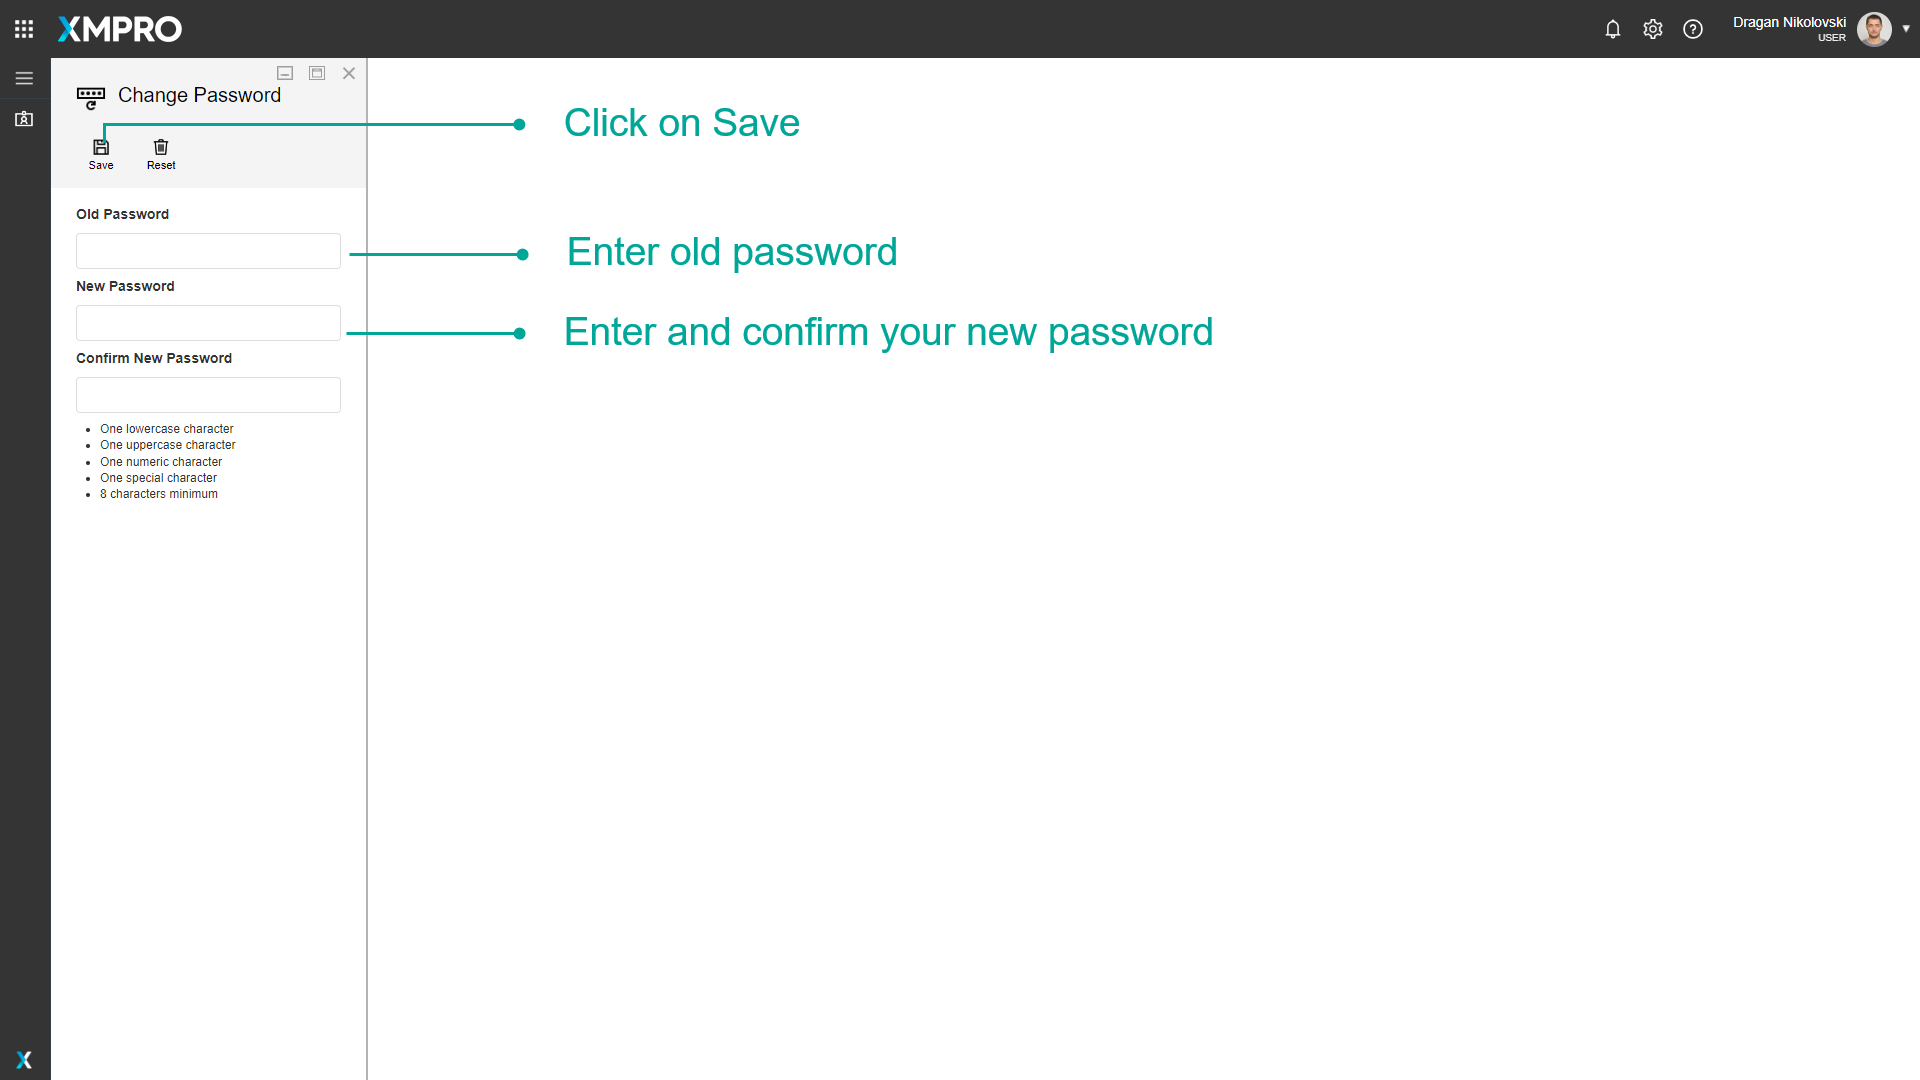 XMPRO
Dragan Nikolovski
USER
Change Password
Save
Reset
Click on Save
Old Password
Enter old password
New Password
Enter and confirm your new password
Confirm New Password
One lowercase character
One uppercase character
One numeric character
One special character
8 characters minimum
X